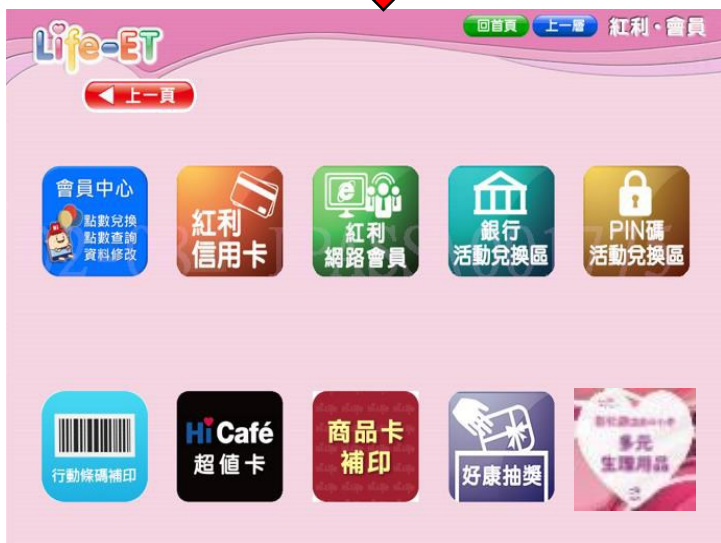 Life-ET
回首頁 上一層 紅利·會員
上一頁
會員中心
點數兌換
點數查詢
資料修改
紅利
信用卡
紅利
網路會員
銀行
活動兌換區
PIN碼
活動兌換區
行動條碼補印
Hi Café
超值卡
商品卡
補印
好康抽獎
多元
生理用品